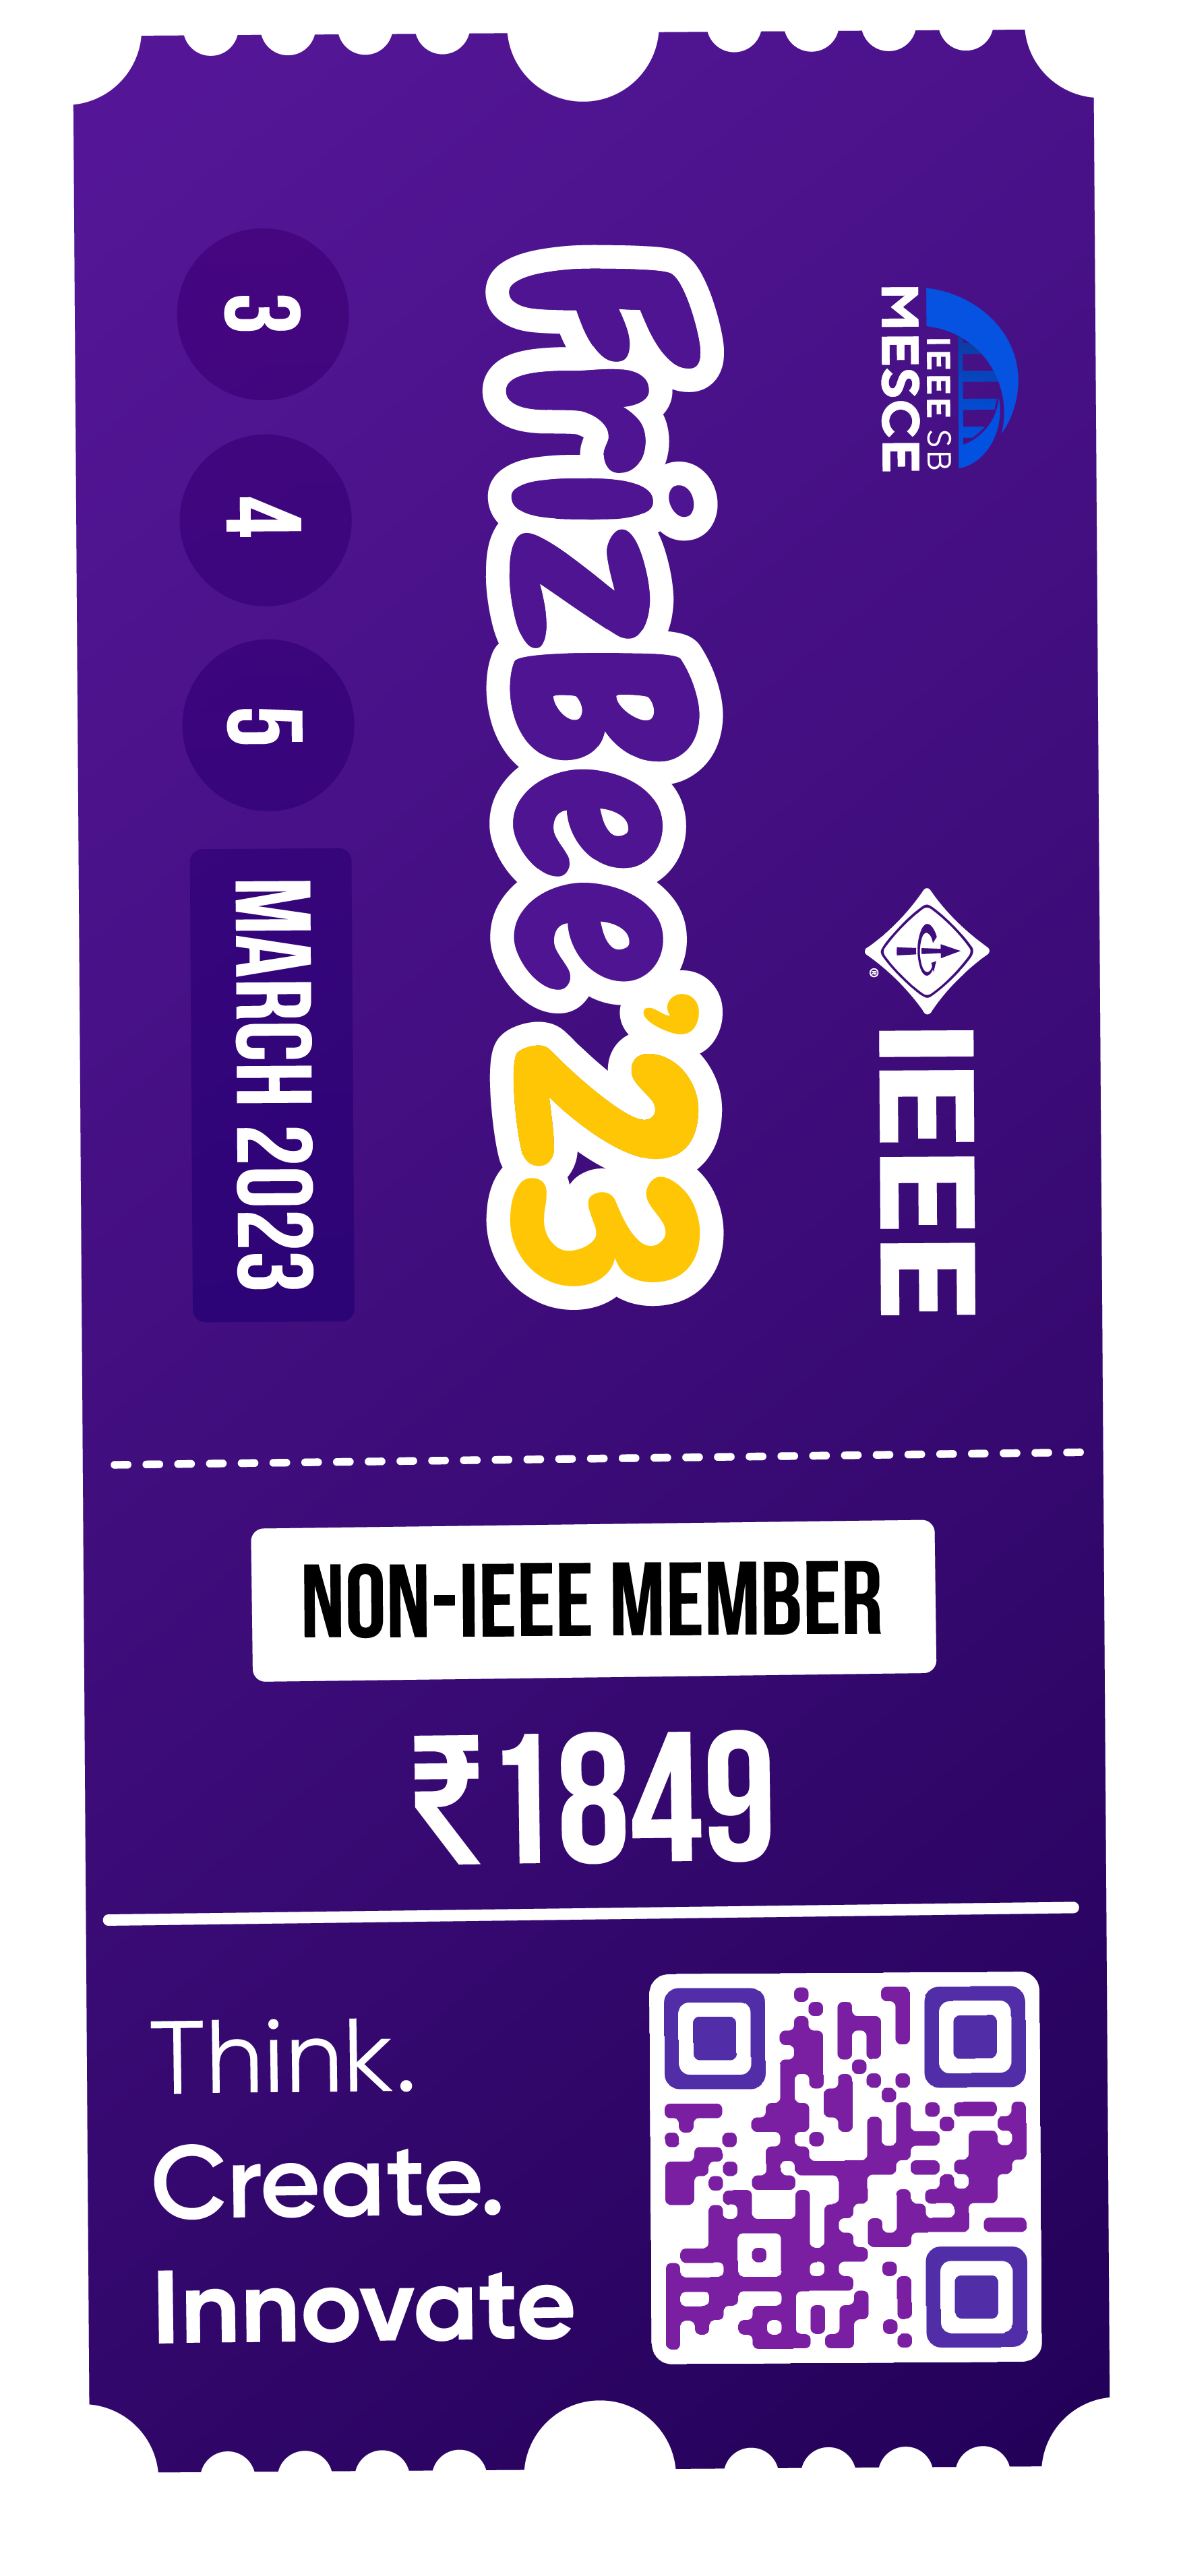 IEEE SB
MESCE
IEEE
®
FrizBee'23
3
4
5
MARCH 2023
NON-IEEE MEMBER
₹1849
Think.
Create.
Innovate